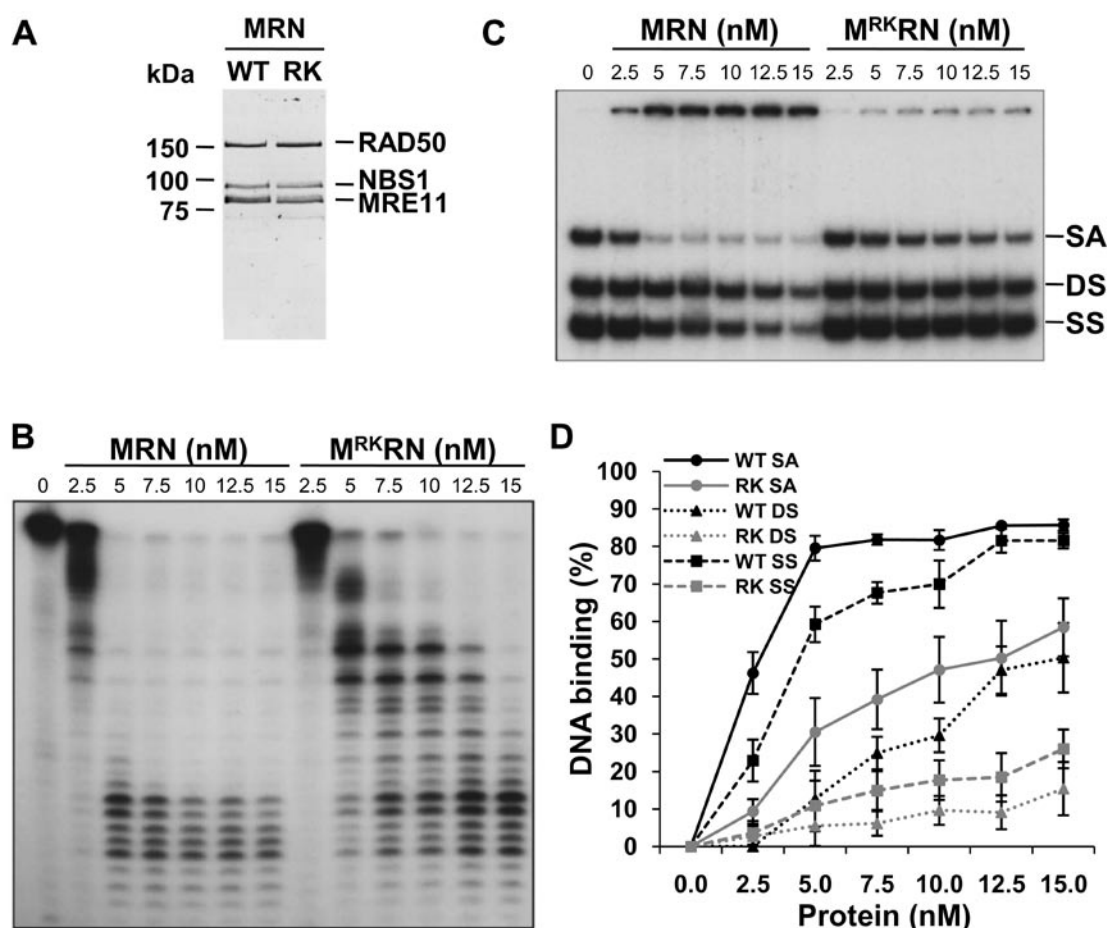 A
MRN
kDa WT RK
150
100
75
RAD50
NBS1
MRE11
C
MRN (nM) MRKRN (nM)
0 2.5 5 7.5 10 12.5 15 2.5 5 7.5 10 12.5 15
SA
DS
SS
B
MRN (nM) MRKRN (nM)
0 2.5 5 7.5 10 12.5 15 2.5 5 7.5 10 12.5 15
D
WT SA
RK SA
WT DS
RK DS
WT SS
RK SS
100
90
80
70
60
50
40
30
20
10
0
DNA binding (%)
0.0 2.5 5.0 7.5 10.0 12.5 15.0
Protein (nM)